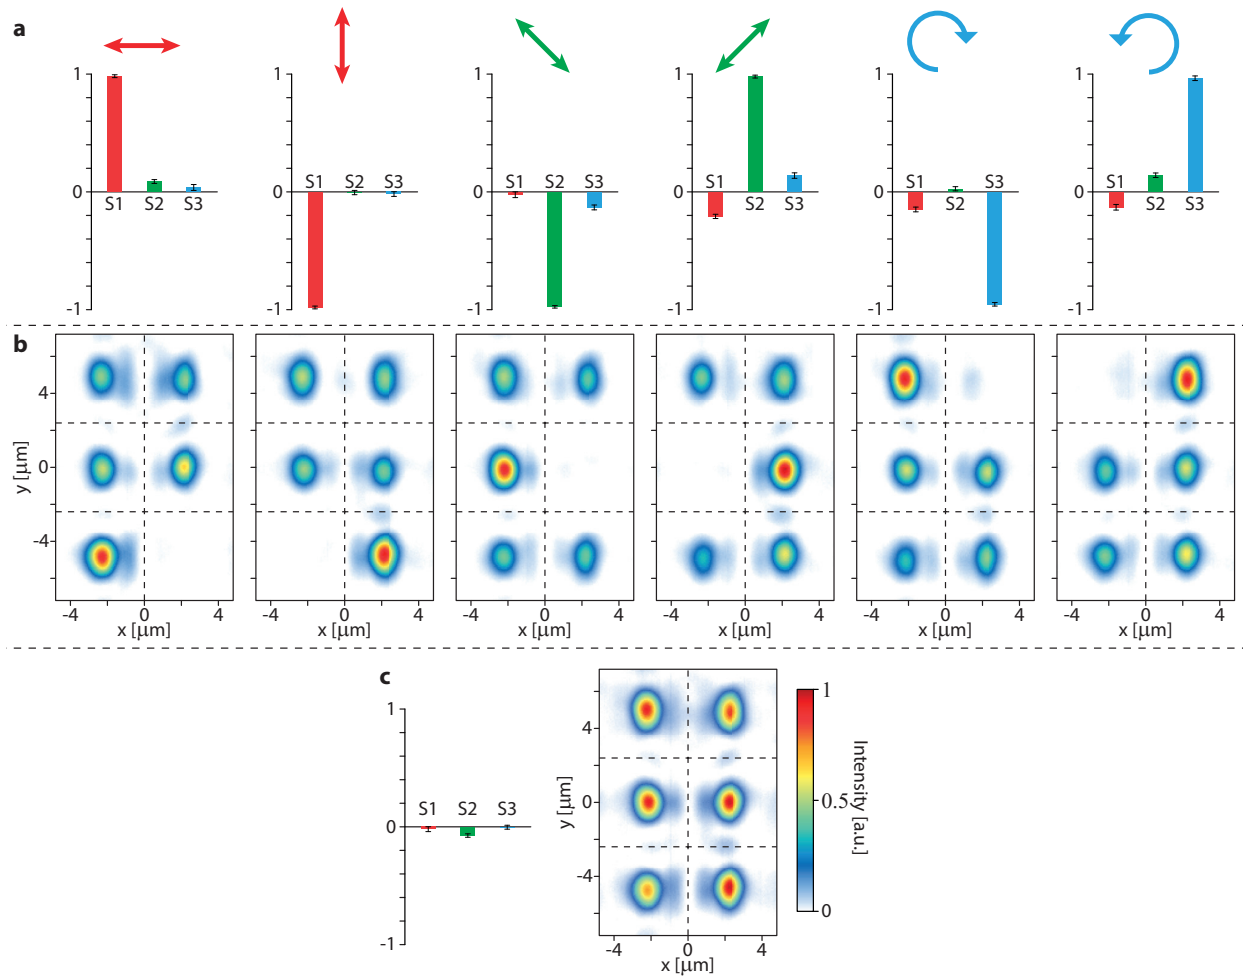 a
1 1 1 1 1 1
S1 S2 S3 S1 S1 S2 S3 S1 S3 S1 S2
0 0 0 0 0 0
S1 S2 S3 S2 S3 S2 S3
-1 -1 -1 -1 -1
b
4
0
-4
y [µm]
-4 0 4 -4 0 4 -4 0 4 -4 0 4 -4 0 4 -4 0 4
x [µm] x [µm] x [µm] x [µm] x [µm] x [µm]
c
1
S1 S2 S3
0
-1
4
0
-4
y [µm]
-4 0 4
x [µm]
1
0.5
0
Intensity [a.u.]